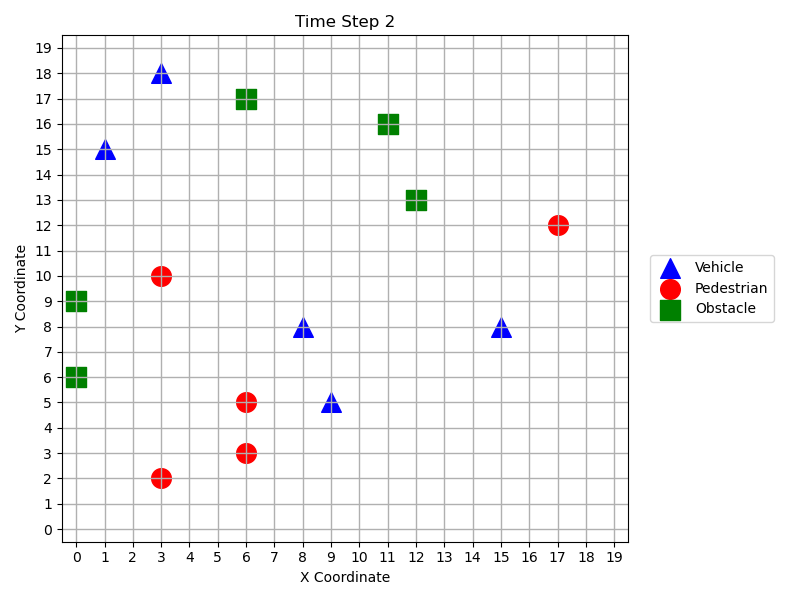 Time Step 2
Y Coordinate
19
18
17
16
15
14
13
12
11
10
9
8
7
6
5
4
3
2
1
0
0 1 2 3 4 5 6 7 8 9 10 11 12 13 14 15 16 17 18 19
X Coordinate
Vehicle
Pedestrian
Obstacle